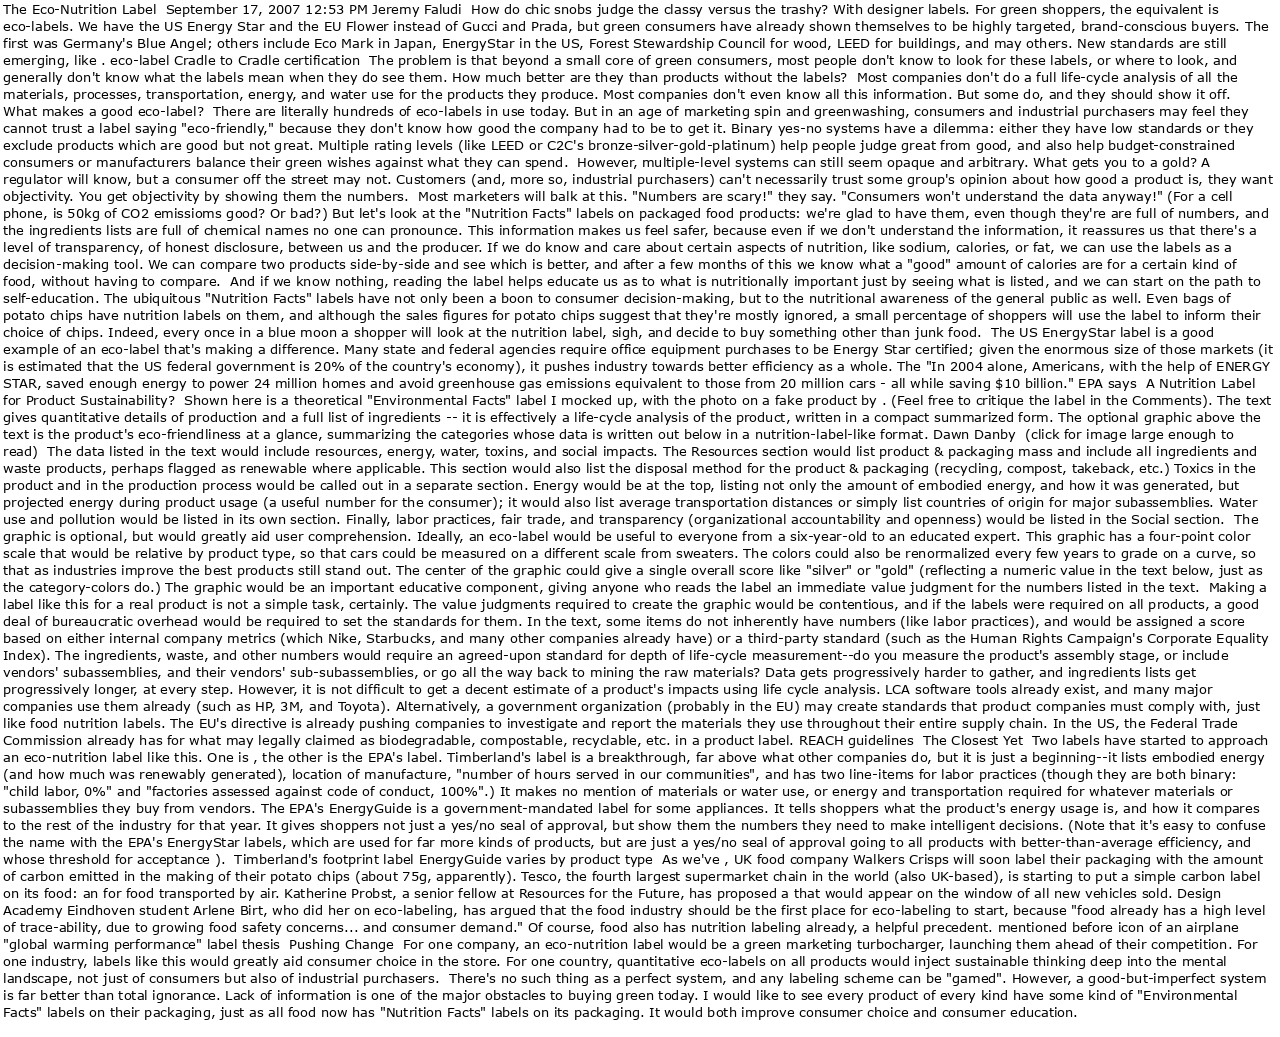 The Eco-Nutrition Label  September 17, 2007 12:53 PM Jeremy Faludi  How do chic snobs judge the classy versus the trashy? With designer labels. For green shoppers, the equivalent is
eco-labels. We have the US Energy Star and the EU Flower instead of Gucci and Prada, but green consumers have already shown themselves to be highly targeted, brand-conscious buyers. The
first was Germany's Blue Angel; others include Eco Mark in Japan, EnergyStar in the US, Forest Stewardship Council for wood, LEED for buildings, and may others. New standards are still
emerging, like . eco-label Cradle to Cradle certification  The problem is that beyond a small core of green consumers, most people don't know to look for these labels, or where to look, and
generally don't know what the labels mean when they do see them. How much better are they than products without the labels?  Most companies don't do a full life-cycle analysis of all the
materials, processes, transportation, energy, and water use for the products they produce. Most companies don't even know all this information. But some do, and they should show it off.
What makes a good eco-label?  There are literally hundreds of eco-labels in use today. But in an age of marketing spin and greenwashing, consumers and industrial purchasers may feel they
cannot trust a label saying "eco-friendly," because they don't know how good the company had to be to get it. Binary yes-no systems have a dilemma: either they have low standards or they
exclude products which are good but not great. Multiple rating levels (like LEED or C2C's bronze-silver-gold-platinum) help people judge great from good, and also help budget-constrained
consumers or manufacturers balance their green wishes against what they can spend.  However, multiple-level systems can still seem opaque and arbitrary. What gets you to a gold? A
regulator will know, but a consumer off the street may not. Customers (and, more so, industrial purchasers) can't necessarily trust some group's opinion about how good a product is, they want
objectivity. You get objectivity by showing them the numbers.  Most marketers will balk at this. "Numbers are scary!" they say. "Consumers won't understand the data anyway!" (For a cell
phone, is 50kg of CO2 emissioms good? Or bad?) But let's look at the "Nutrition Facts" labels on packaged food products: we're glad to have them, even though they're are full of numbers, and
the ingredients lists are full of chemical names no one can pronounce. This information makes us feel safer, because even if we don't understand the information, it reassures us that there's a
level of transparency, of honest disclosure, between us and the producer. If we do know and care about certain aspects of nutrition, like sodium, calories, or fat, we can use the labels as a
decision-making tool. We can compare two products side-by-side and see which is better, and after a few months of this we know what a "good" amount of calories are for a certain kind of
food, without having to compare.  And if we know nothing, reading the label helps educate us as to what is nutritionally important just by seeing what is listed, and we can start on the path to
self-education. The ubiquitous "Nutrition Facts" labels have not only been a boon to consumer decision-making, but to the nutritional awareness of the general public as well. Even bags of
potato chips have nutrition labels on them, and although the sales figures for potato chips suggest that they're mostly ignored, a small percentage of shoppers will use the label to inform their
choice of chips. Indeed, every once in a blue moon a shopper will look at the nutrition label, sigh, and decide to buy something other than junk food.  The US EnergyStar label is a good
example of an eco-label that's making a difference. Many state and federal agencies require office equipment purchases to be Energy Star certified; given the enormous size of those markets (it
is estimated that the US federal government is 20% of the country's economy), it pushes industry towards better efficiency as a whole. The "In 2004 alone, Americans, with the help of ENERGY
STAR, saved enough energy to power 24 million homes and avoid greenhouse gas emissions equivalent to those from 20 million cars - all while saving $10 billion." EPA says  A Nutrition Label
for Product Sustainability?  Shown here is a theoretical "Environmental Facts" label I mocked up, with the photo on a fake product by . (Feel free to critique the label in the Comments). The text
gives quantitative details of production and a full list of ingredients -- it is effectively a life-cycle analysis of the product, written in a compact summarized form. The optional graphic above the
text is the product's eco-friendliness at a glance, summarizing the categories whose data is written out below in a nutrition-label-like format. Dawn Danby  (click for image large enough to
read)  The data listed in the text would include resources, energy, water, toxins, and social impacts. The Resources section would list product & packaging mass and include all ingredients and
waste products, perhaps flagged as renewable where applicable. This section would also list the disposal method for the product & packaging (recycling, compost, takeback, etc.) Toxics in the
product and in the production process would be called out in a separate section. Energy would be at the top, listing not only the amount of embodied energy, and how it was generated, but
projected energy during product usage (a useful number for the consumer); it would also list average transportation distances or simply list countries of origin for major subassemblies. Water
use and pollution would be listed in its own section. Finally, labor practices, fair trade, and transparency (organizational accountability and openness) would be listed in the Social section.  The
graphic is optional, but would greatly aid user comprehension. Ideally, an eco-label would be useful to everyone from a six-year-old to an educated expert. This graphic has a four-point color
scale that would be relative by product type, so that cars could be measured on a different scale from sweaters. The colors could also be renormalized every few years to grade on a curve, so
that as industries improve the best products still stand out. The center of the graphic could give a single overall score like "silver" or "gold" (reflecting a numeric value in the text below, just as
the category-colors do.) The graphic would be an important educative component, giving anyone who reads the label an immediate value judgment for the numbers listed in the text.  Making a
label like this for a real product is not a simple task, certainly. The value judgments required to create the graphic would be contentious, and if the labels were required on all products, a good
deal of bureaucratic overhead would be required to set the standards for them. In the text, some items do not inherently have numbers (like labor practices), and would be assigned a score
based on either internal company metrics (which Nike, Starbucks, and many other companies already have) or a third-party standard (such as the Human Rights Campaign's Corporate Equality
Index). The ingredients, waste, and other numbers would require an agreed-upon standard for depth of life-cycle measurement--do you measure the product's assembly stage, or include
vendors' subassemblies, and their vendors' sub-subassemblies, or go all the way back to mining the raw materials? Data gets progressively harder to gather, and ingredients lists get
progressively longer, at every step. However, it is not difficult to get a decent estimate of a product's impacts using life cycle analysis. LCA software tools already exist, and many major
companies use them already (such as HP, 3M, and Toyota). Alternatively, a government organization (probably in the EU) may create standards that product companies must comply with, just
like food nutrition labels. The EU's directive is already pushing companies to investigate and report the materials they use throughout their entire supply chain. In the US, the Federal Trade
Commission already has for what may legally claimed as biodegradable, compostable, recyclable, etc. in a product label. REACH guidelines  The Closest Yet  Two labels have started to approach
an eco-nutrition label like this. One is , the other is the EPA's label. Timberland's label is a breakthrough, far above what other companies do, but it is just a beginning--it lists embodied energy
(and how much was renewably generated), location of manufacture, "number of hours served in our communities", and has two line-items for labor practices (though they are both binary:
"child labor, 0%" and "factories assessed against code of conduct, 100%".) It makes no mention of materials or water use, or energy and transportation required for whatever materials or
subassemblies they buy from vendors. The EPA's EnergyGuide is a government-mandated label for some appliances. It tells shoppers what the product's energy usage is, and how it compares
to the rest of the industry for that year. It gives shoppers not just a yes/no seal of approval, but show them the numbers they need to make intelligent decisions. (Note that it's easy to confuse
the name with the EPA's EnergyStar labels, which are used for far more kinds of products, but are just a yes/no seal of approval going to all products with better-than-average efficiency, and
whose threshold for acceptance ).  Timberland's footprint label EnergyGuide varies by product type  As we've , UK food company Walkers Crisps will soon label their packaging with the amount
of carbon emitted in the making of their potato chips (about 75g, apparently). Tesco, the fourth largest supermarket chain in the world (also UK-based), is starting to put a simple carbon label
on its food: an for food transported by air. Katherine Probst, a senior fellow at Resources for the Future, has proposed a that would appear on the window of all new vehicles sold. Design
Academy Eindhoven student Arlene Birt, who did her on eco-labeling, has argued that the food industry should be the first place for eco-labeling to start, because "food already has a high level
of trace-ability, due to growing food safety concerns... and consumer demand." Of course, food also has nutrition labeling already, a helpful precedent. mentioned before icon of an airplane
"global warming performance" label thesis  Pushing Change  For one company, an eco-nutrition label would be a green marketing turbocharger, launching them ahead of their competition. For
one industry, labels like this would greatly aid consumer choice in the store. For one country, quantitative eco-labels on all products would inject sustainable thinking deep into the mental
landscape, not just of consumers but also of industrial purchasers.  There's no such thing as a perfect system, and any labeling scheme can be "gamed". However, a good-but-imperfect system
is far better than total ignorance. Lack of information is one of the major obstacles to buying green today. I would like to see every product of every kind have some kind of "Environmental
Facts" labels on their packaging, just as all food now has "Nutrition Facts" labels on its packaging. It would both improve consumer choice and consumer education.